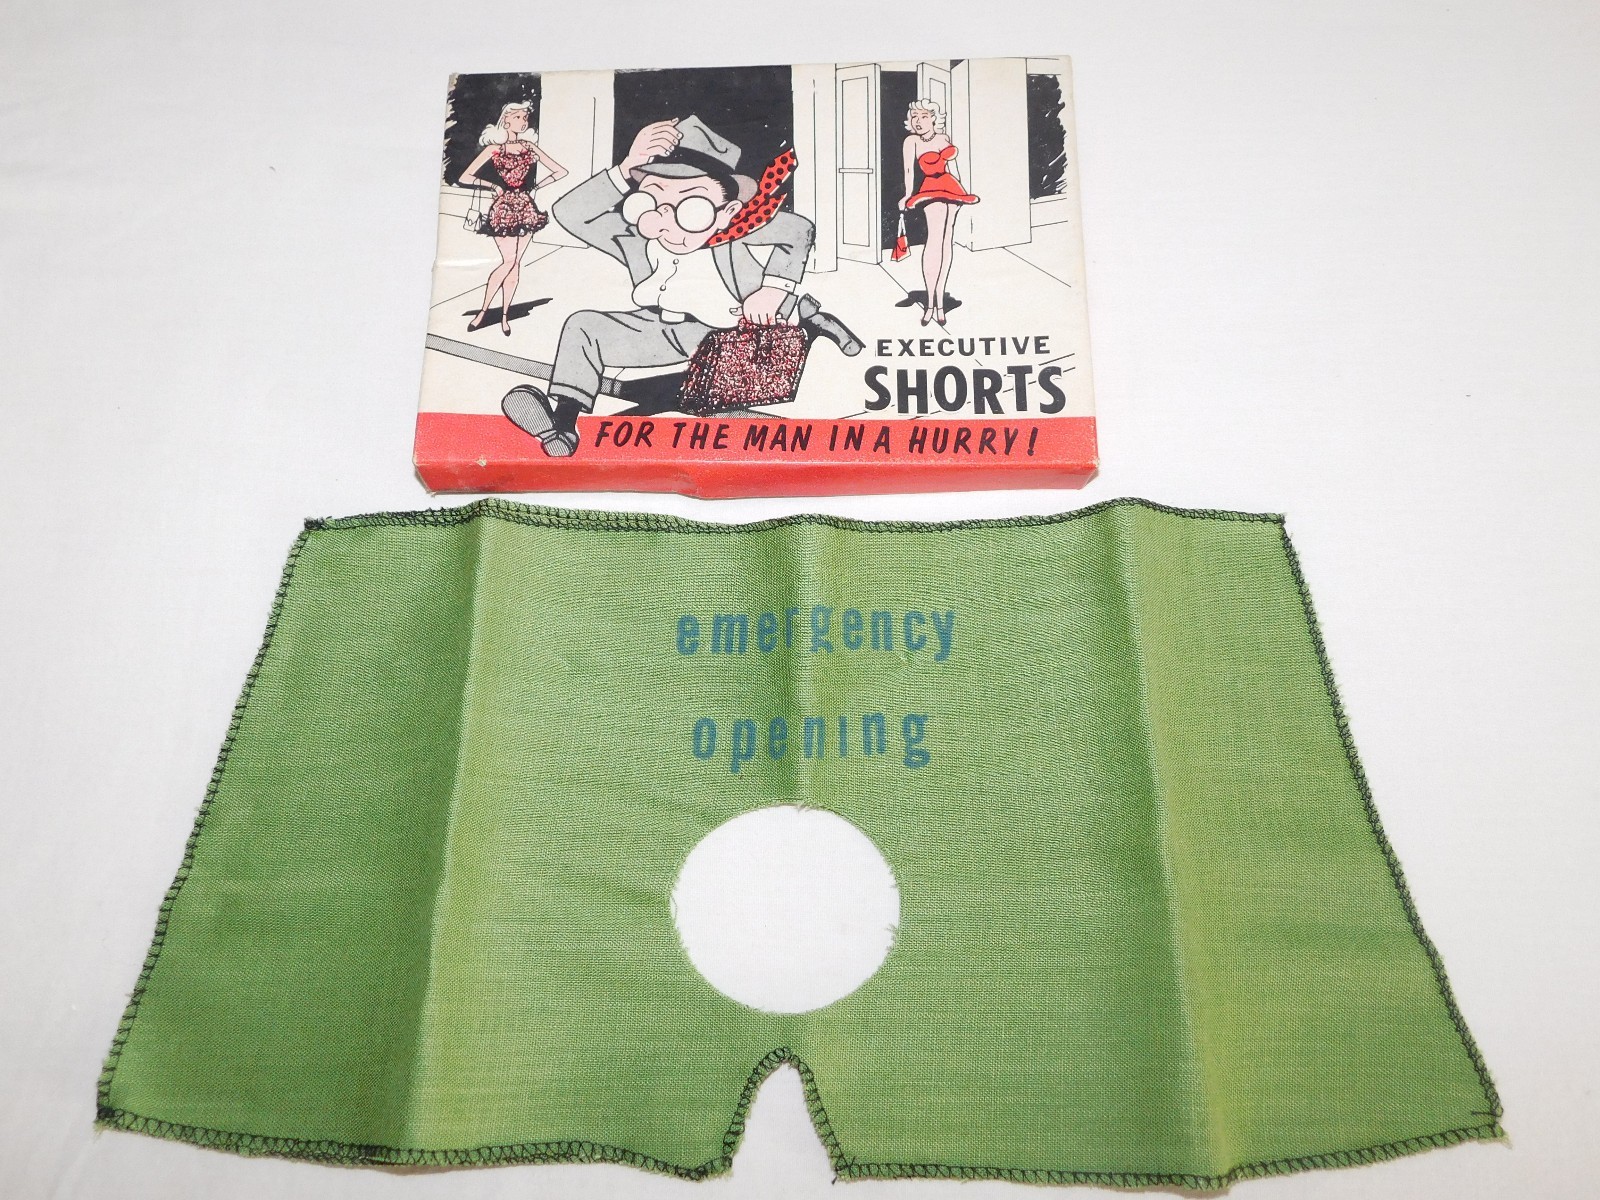 EXECUTIVE
SHORTS
FOR THE MAN IN A HURRY!
emergency
opening